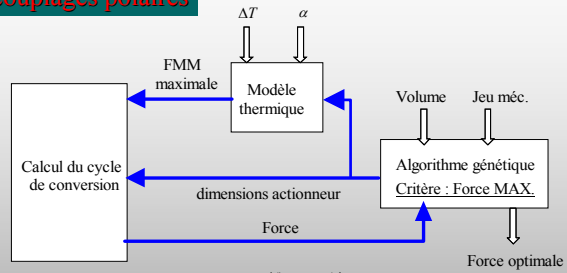 couplages polaires
ΔT
α
FMM
maximale
Modèle
thermique
Volume
Jeu méc.
Calcul du cycle
de conversion
Algorithme génétique
Critère : Force MAX.
dimensions actionneur
Force
Force optimale